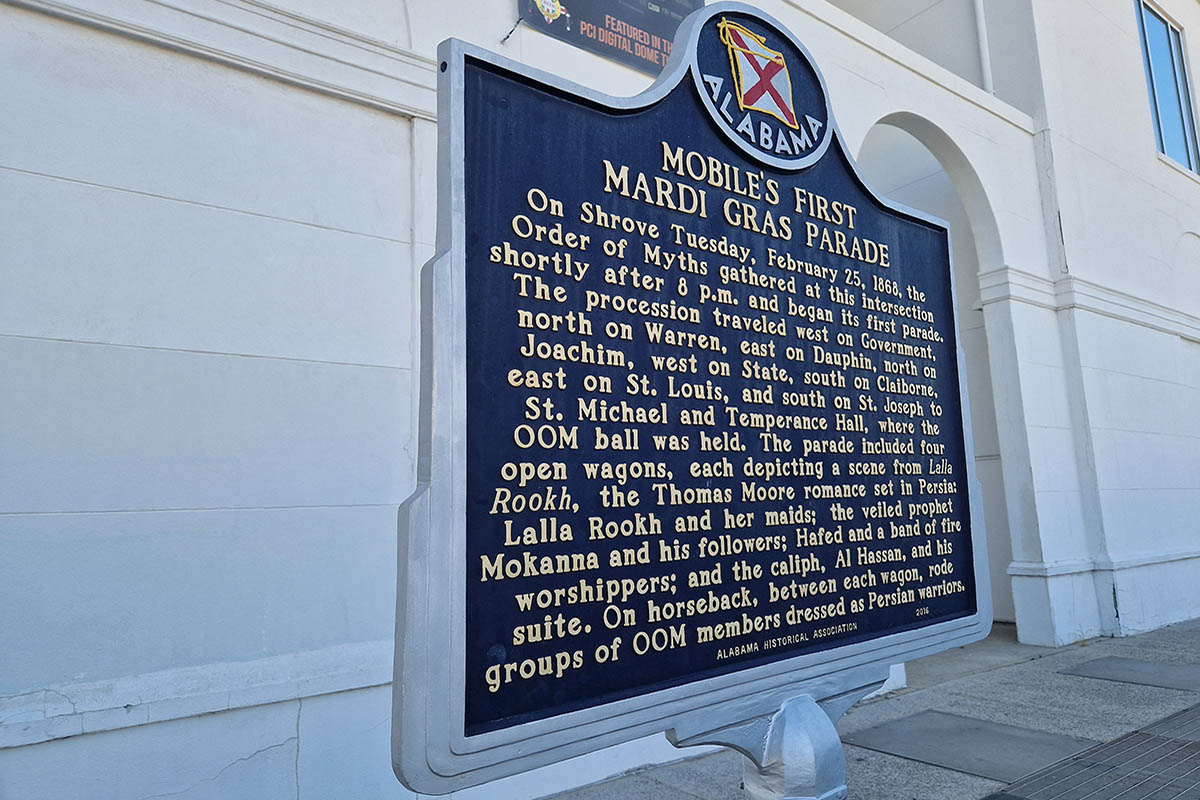 FEATURED IN TH
PCI DIGITAL DOME T
ALABAMA
MOBILE'S FIRST
MARDI GRAS PARADE
On Shrove Tuesday, February 25, 1868, the
Order of Myths gathered at this intersection
shortly after 8 p.m. and began its first parade.
The procession traveled west on Government,
north on Warren, east on Dauphin, north on
Joachim, west on State, south on Claiborne,
east on St. Louis, and south on St. Joseph to
St. Michael and Temperance Hall, where the
OOM ball was held. The parade included four
open wagons, each depicting a scene from Lalla
Rookh, the Thomas Moore romance set in Persia:
Lalla Rookh and her maids; the veiled prophet
Mokanna and his followers; Hafed and a band of fire
worshippers; and the caliph, Al Hassan, and his
suite. On horseback, between each wagon, rode
groups of OOM members dressed as Persian warriors.
ALABAMA HISTORICAL ASSOCIATION 2016